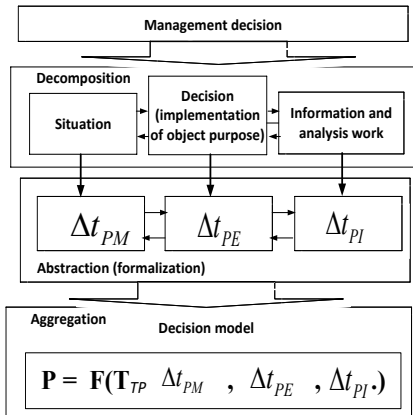 Management decision
Decomposition
Situation
Decision
(implementation
of object purpose)
Information and
analysis work
Δt_PM
Δt_PE
Δt_PI
Abstraction (formalization)
Aggregation
Decision model
P = F(T_TP Δt_PM , Δt_PE , Δt_PI.)